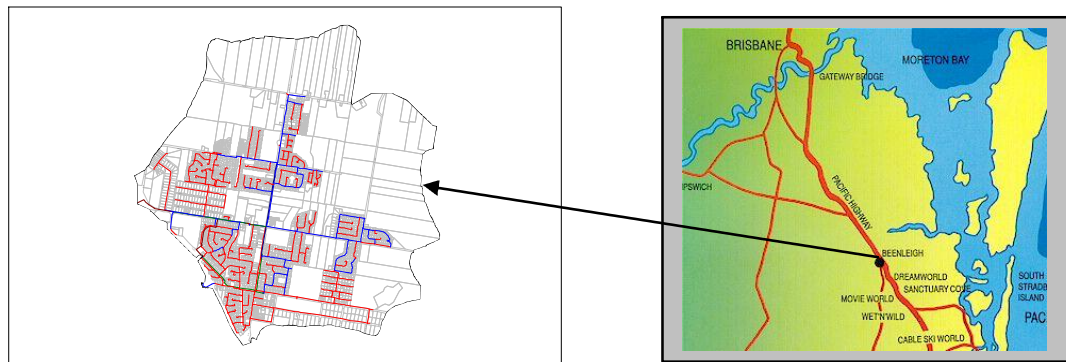 BRISBANE
MORETON BAY
GATEWAY BRIDGE
IPSWICH
PACIFIC HIGHWAY
BEENLEIGH
DREAMWORLD
SANCTUARY COVE
SOUTH
STRADB
ISLAND
MOVIE WORLD
WET'N'WILD
PAC
CABLE SKI WORLD